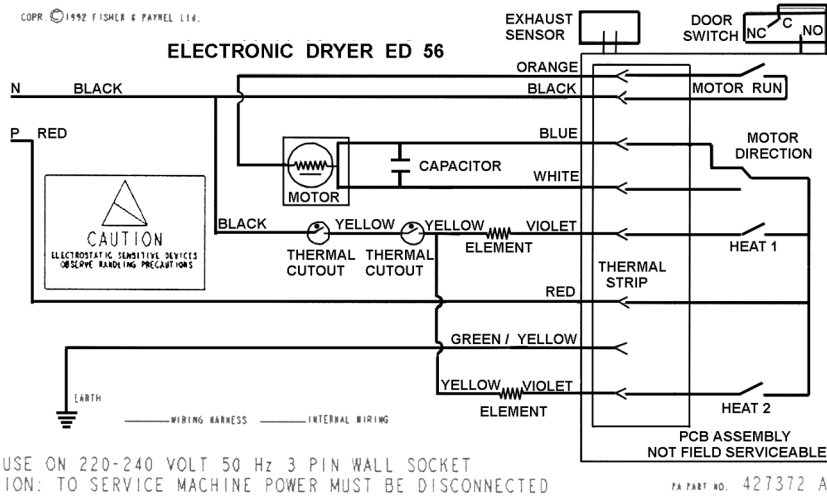 COPR. ©1992 FISHER & PAYKEL Ltd.
EXHAUST
SENSOR
DOOR
SWITCH
NC
C
NO
ELECTRONIC DRYER ED 56
ORANGE
N
BLACK
BLACK
MOTOR RUN
P
RED
BLUE
MOTOR
DIRECTION
CAPACITOR
WHITE
MOTOR
CAUTION
ELECTROSTATIC SENSITIVE DEVICES
OBSERVE HANDLING PRECAUTIONS
BLACK
YELLOW
YELLOW
VIOLET
THERMAL
CUTOUT
THERMAL
CUTOUT
ELEMENT
HEAT 1
THERMAL
STRIP
RED
GREEN / YELLOW
EARTH
YELLOW
VIOLET
ELEMENT
HEAT 2
WIRING HARNESS
INTERNAL WIRING
PCB ASSEMBLY
NOT FIELD SERVICEABLE
USE ON 220-240 VOLT 50 Hz 3 PIN WALL SOCKET
ION: TO SERVICE MACHINE POWER MUST BE DISCONNECTED
PA PART NO. 427372 A